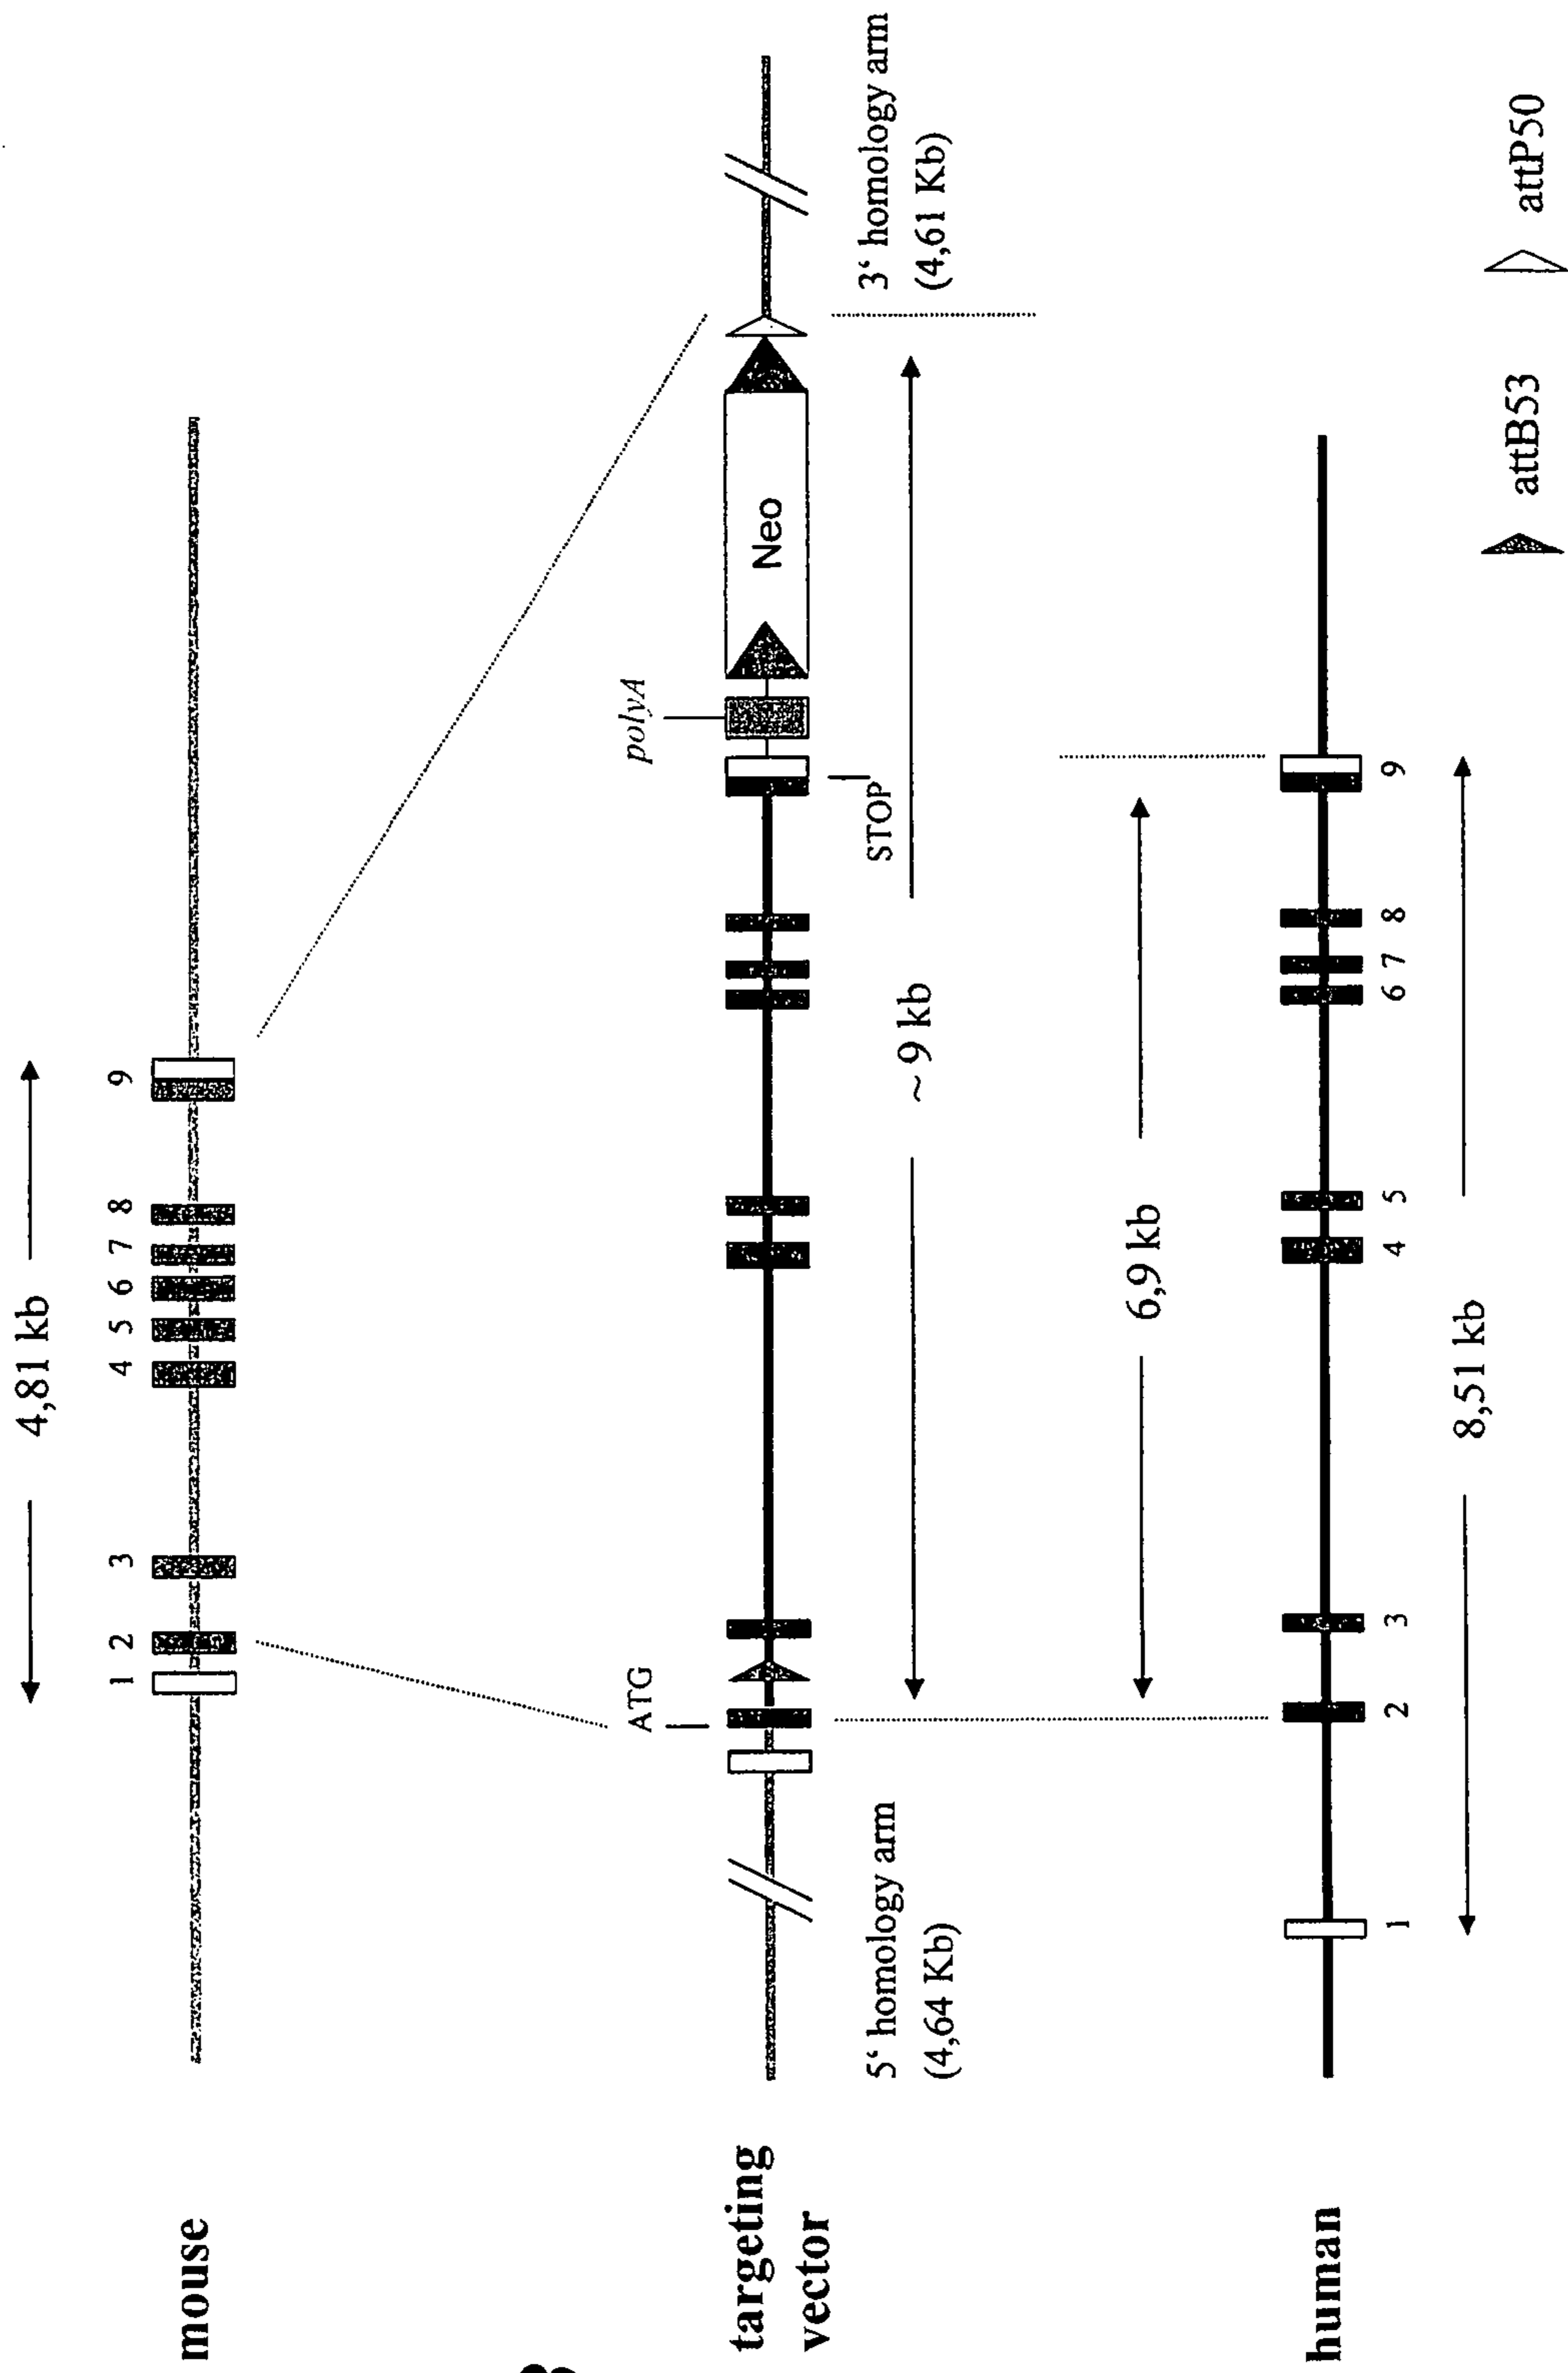 4,81 kb
1 2 3 4 5 6 7 8 9
mouse
ATG
polyA
Neo
targeting
vector
STOP
5‘ homology arm
(4,64 Kb)
3‘ homology arm
(4,61 Kb)
~ 9 kb
6,9 kb
human
1 2 3 4 5 6 7 8 9
8,51 kb
attB53
attP50